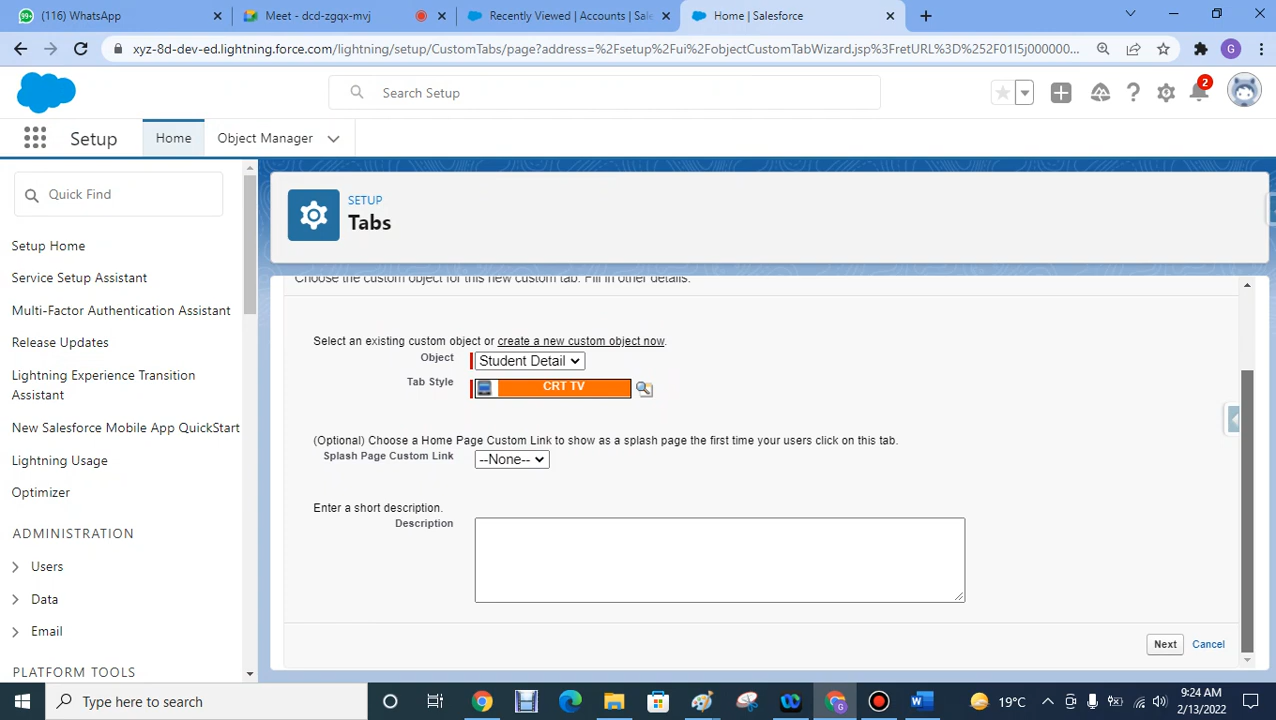 (116) WhatsApp
Meet - dcd-zgqx-mvj
Recently Viewed | Accounts | Sal
Home | Salesforce
xyz-8d-dev-ed.lightning.force.com/lightning/setup/CustomTabs/page?address=%2Fsetup%2Fui%2FobjectCustomTabWizard.jsp%3FretURL%3D%252F01I5j000000...
G
Search Setup
2
Setup
Home
Object Manager
Quick Find
Setup Home
Service Setup Assistant
Multi-Factor Authentication Assistant
Release Updates
Lightning Experience Transition
Assistant
New Salesforce Mobile App QuickStart
Lightning Usage
Optimizer
ADMINISTRATION
Users
Data
Email
PLATFORM TOOLS
SETUP
Tabs
Choose the custom object for this new custom tab. Fill in other details.
Select an existing custom object or create a new custom object now.
Object
Student Detail
Tab Style
CRT TV
(Optional) Choose a Home Page Custom Link to show as a splash page the first time your users click on this tab.
Splash Page Custom Link
--None--
Enter a short description.
Description
Next
Cancel
Type here to search
19°C
9:24 AM
2/13/2022